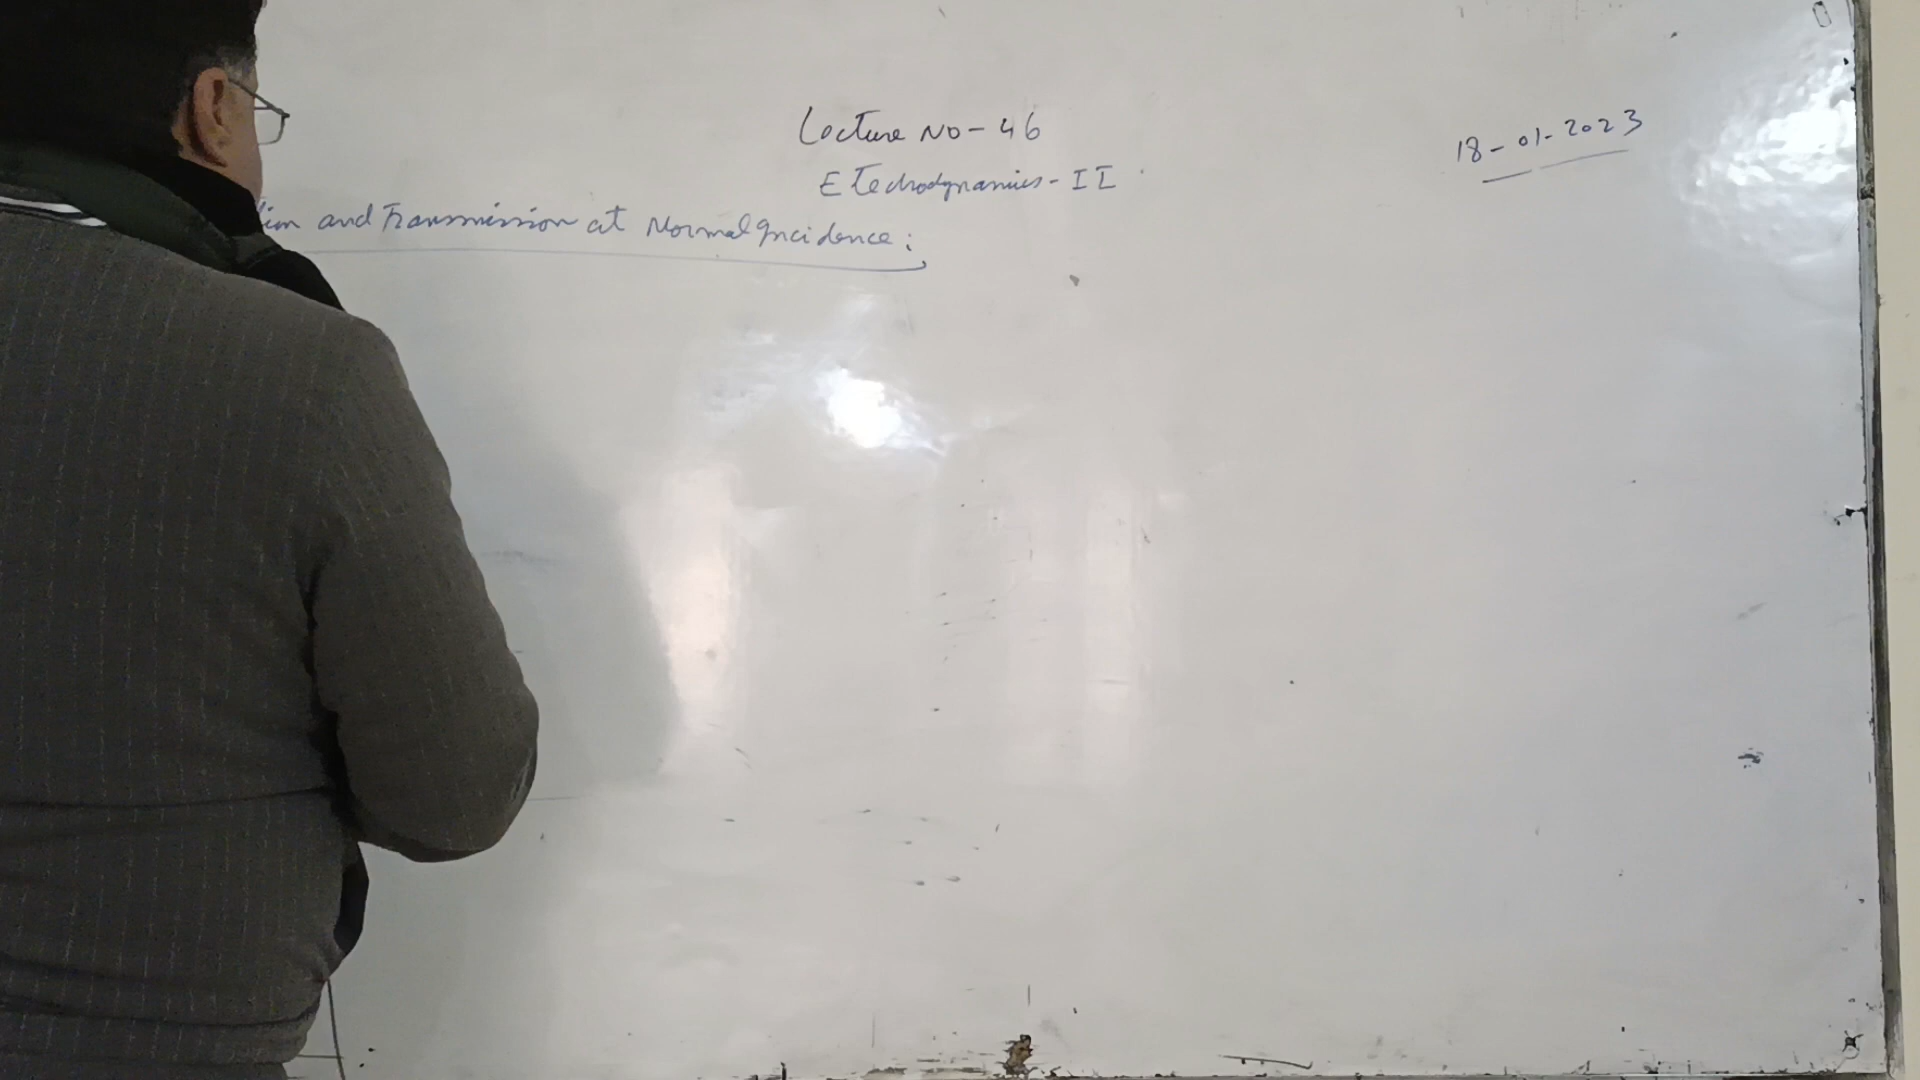 Lecture No-46
18-01-2023
Electrodynamics-II
and Transmission at Normal Incidence: